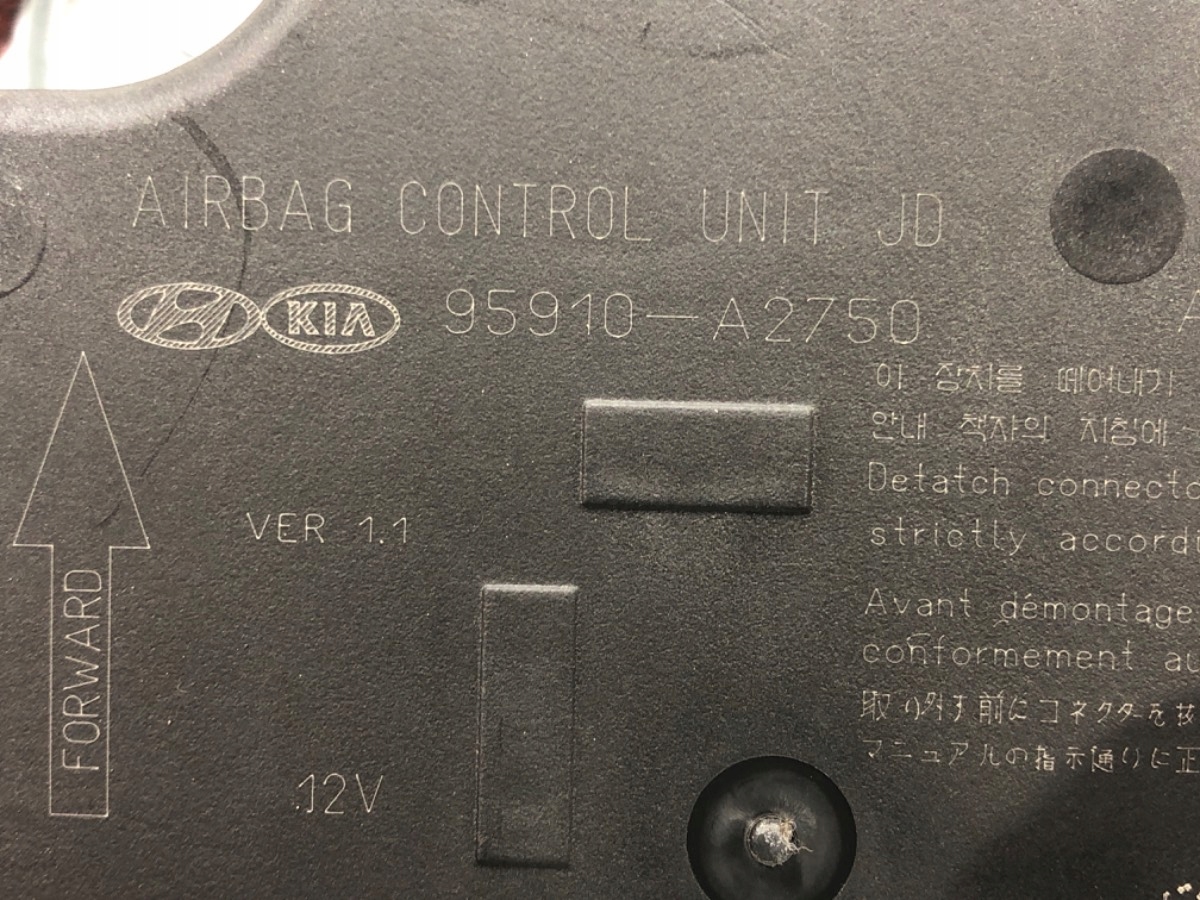 AIRBAG CONTROL UNIT JD
KIA 95910-A2750
이 장치를 떼어내기
안내 책자의 지침에
Detatch connecto
VER 1.1
strictly accordi
FORWARD
Avant démontage
conformement au
取り外す前にコネクターを抜
マニュアルの指示通りに正
12V